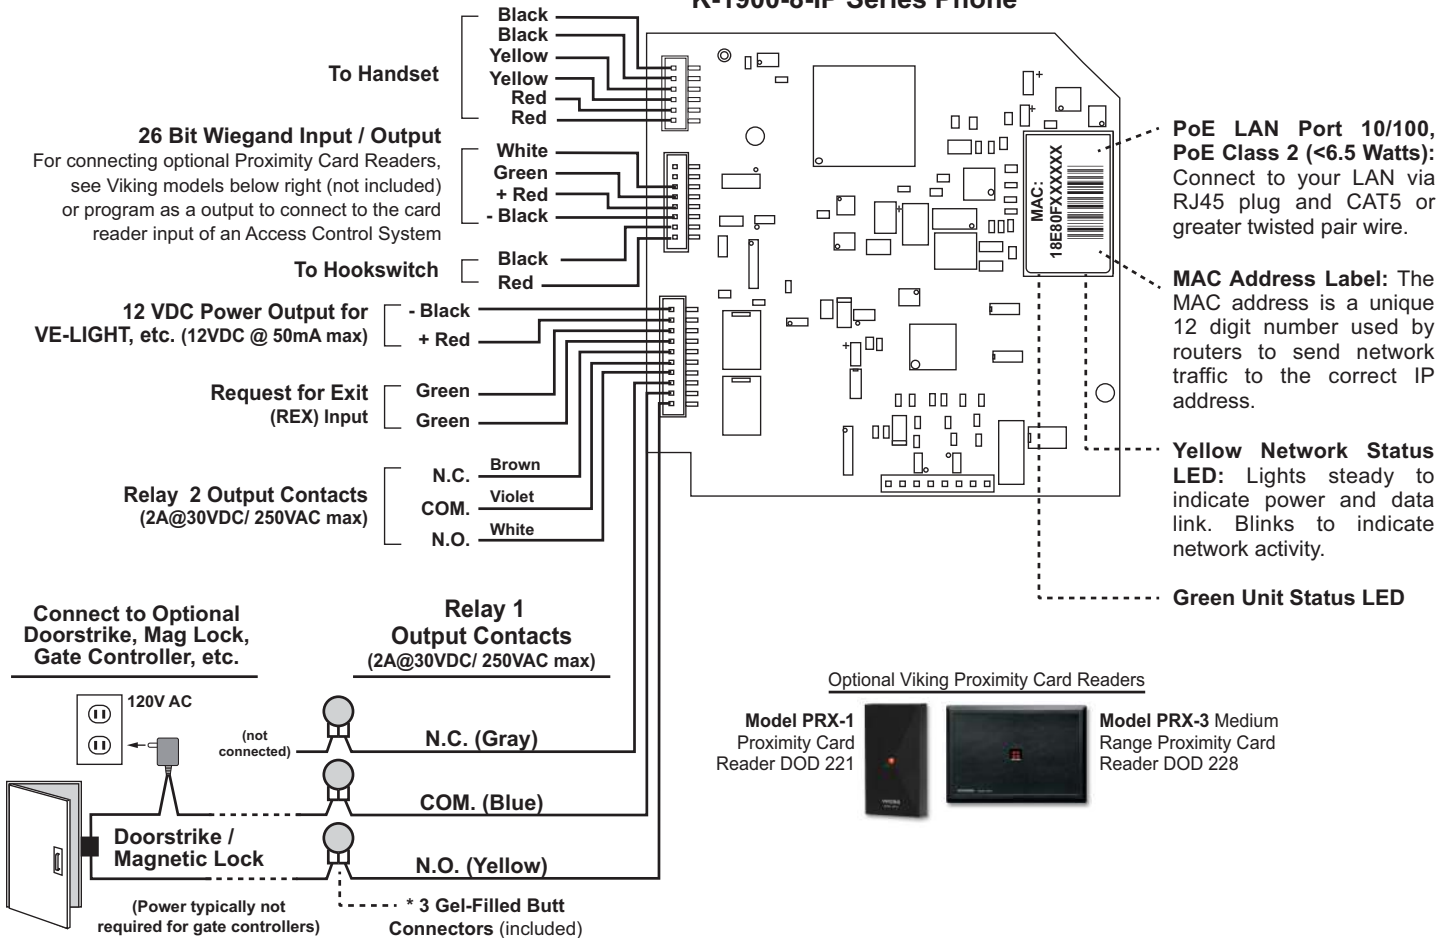 K-1900-8-IP Series Phone
To Handset
Black
Black
Yellow
Yellow
Red
Red
26 Bit Wiegand Input / Output
For connecting optional Proximity Card Readers,
see Viking models below right (not included)
or program as a output to connect to the card
reader input of an Access Control System
White
Green
+ Red
- Black
To Hookswitch
Black
Red
12 VDC Power Output for
VE-LIGHT, etc. (12VDC @ 50mA max)
- Black
+ Red
Request for Exit
(REX) Input
Green
Green
Relay 2 Output Contacts
(2A@30VDC/ 250VAC max)
N.C. Brown
COM. Violet
N.O. White
MAC:
18E80FXXXXXX
PoE LAN Port 10/100,
PoE Class 2 (<6.5 Watts):
Connect to your LAN via
RJ45 plug and CAT5 or
greater twisted pair wire.
MAC Address Label: The
MAC address is a unique
12 digit number used by
routers to send network
traffic to the correct IP
address.
Yellow Network Status
LED: Lights steady to
indicate power and data
link. Blinks to indicate
network activity.
Green Unit Status LED
Connect to Optional
Doorstrike, Mag Lock,
Gate Controller, etc.
Relay 1
Output Contacts
(2A@30VDC/ 250VAC max)
120V AC
(not
connected)
N.C. (Gray)
COM. (Blue)
N.O. (Yellow)
Doorstrike /
Magnetic Lock
(Power typically not
required for gate controllers)
* 3 Gel-Filled Butt
Connectors (included)
Optional Viking Proximity Card Readers
Model PRX-1
Proximity Card
Reader DOD 221
Model PRX-3 Medium
Range Proximity Card
Reader DOD 228